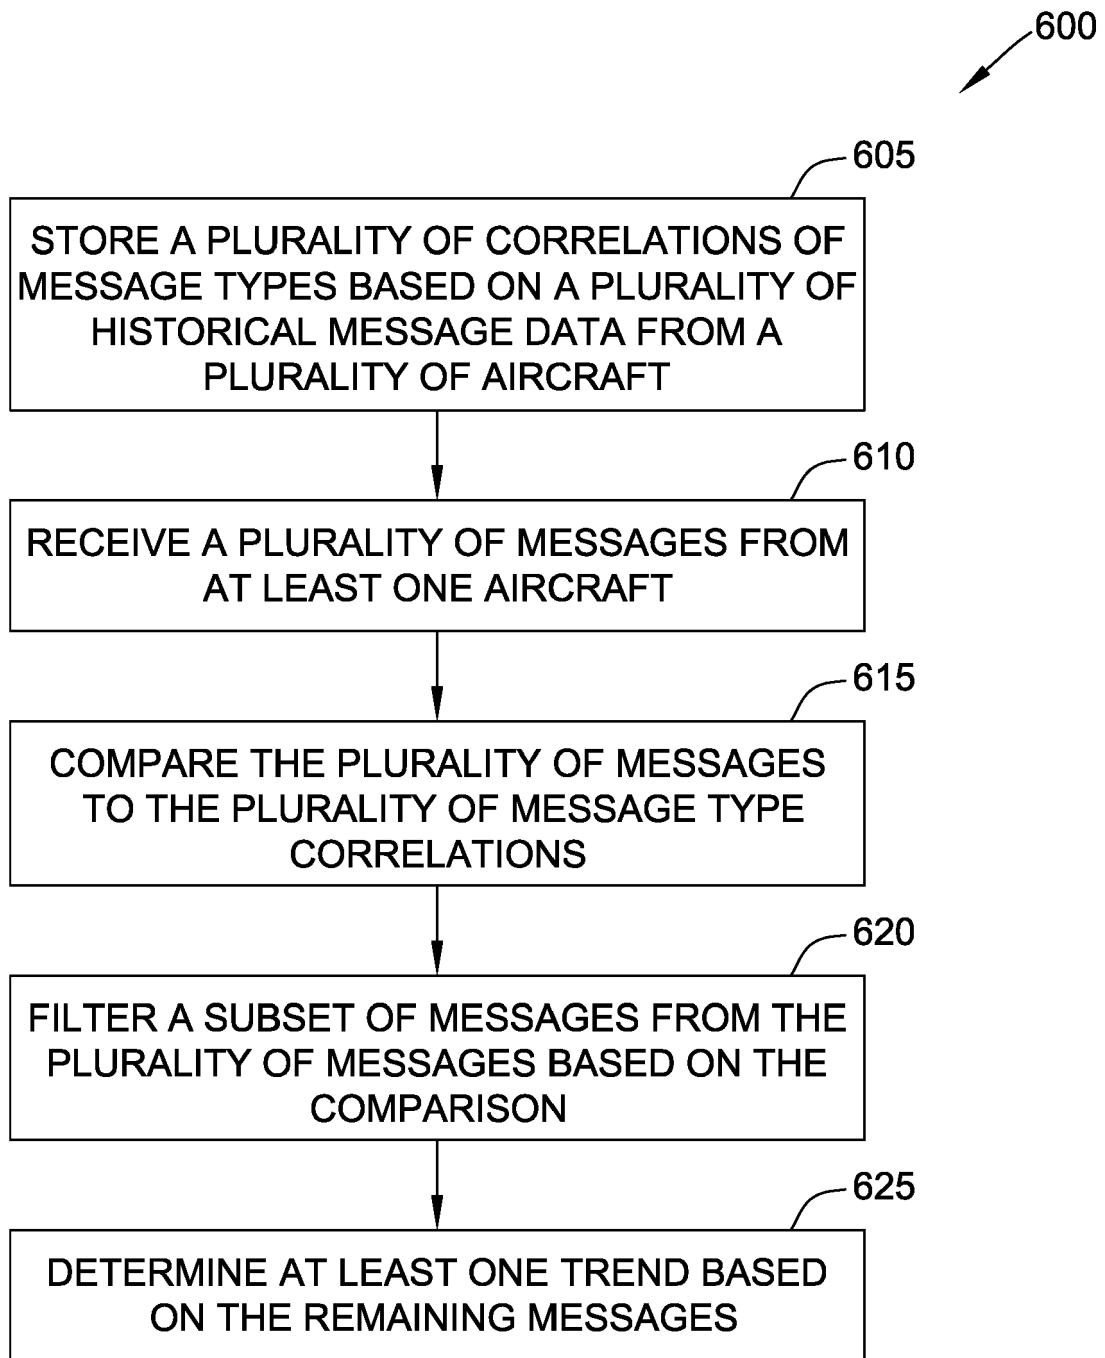 600
605
STORE A PLURALITY OF CORRELATIONS OF
MESSAGE TYPES BASED ON A PLURALITY OF
HISTORICAL MESSAGE DATA FROM A
PLURALITY OF AIRCRAFT
610
RECEIVE A PLURALITY OF MESSAGES FROM
AT LEAST ONE AIRCRAFT
615
COMPARE THE PLURALITY OF MESSAGES
TO THE PLURALITY OF MESSAGE TYPE
CORRELATIONS
620
FILTER A SUBSET OF MESSAGES FROM THE
PLURALITY OF MESSAGES BASED ON THE
COMPARISON
625
DETERMINE AT LEAST ONE TREND BASED
ON THE REMAINING MESSAGES